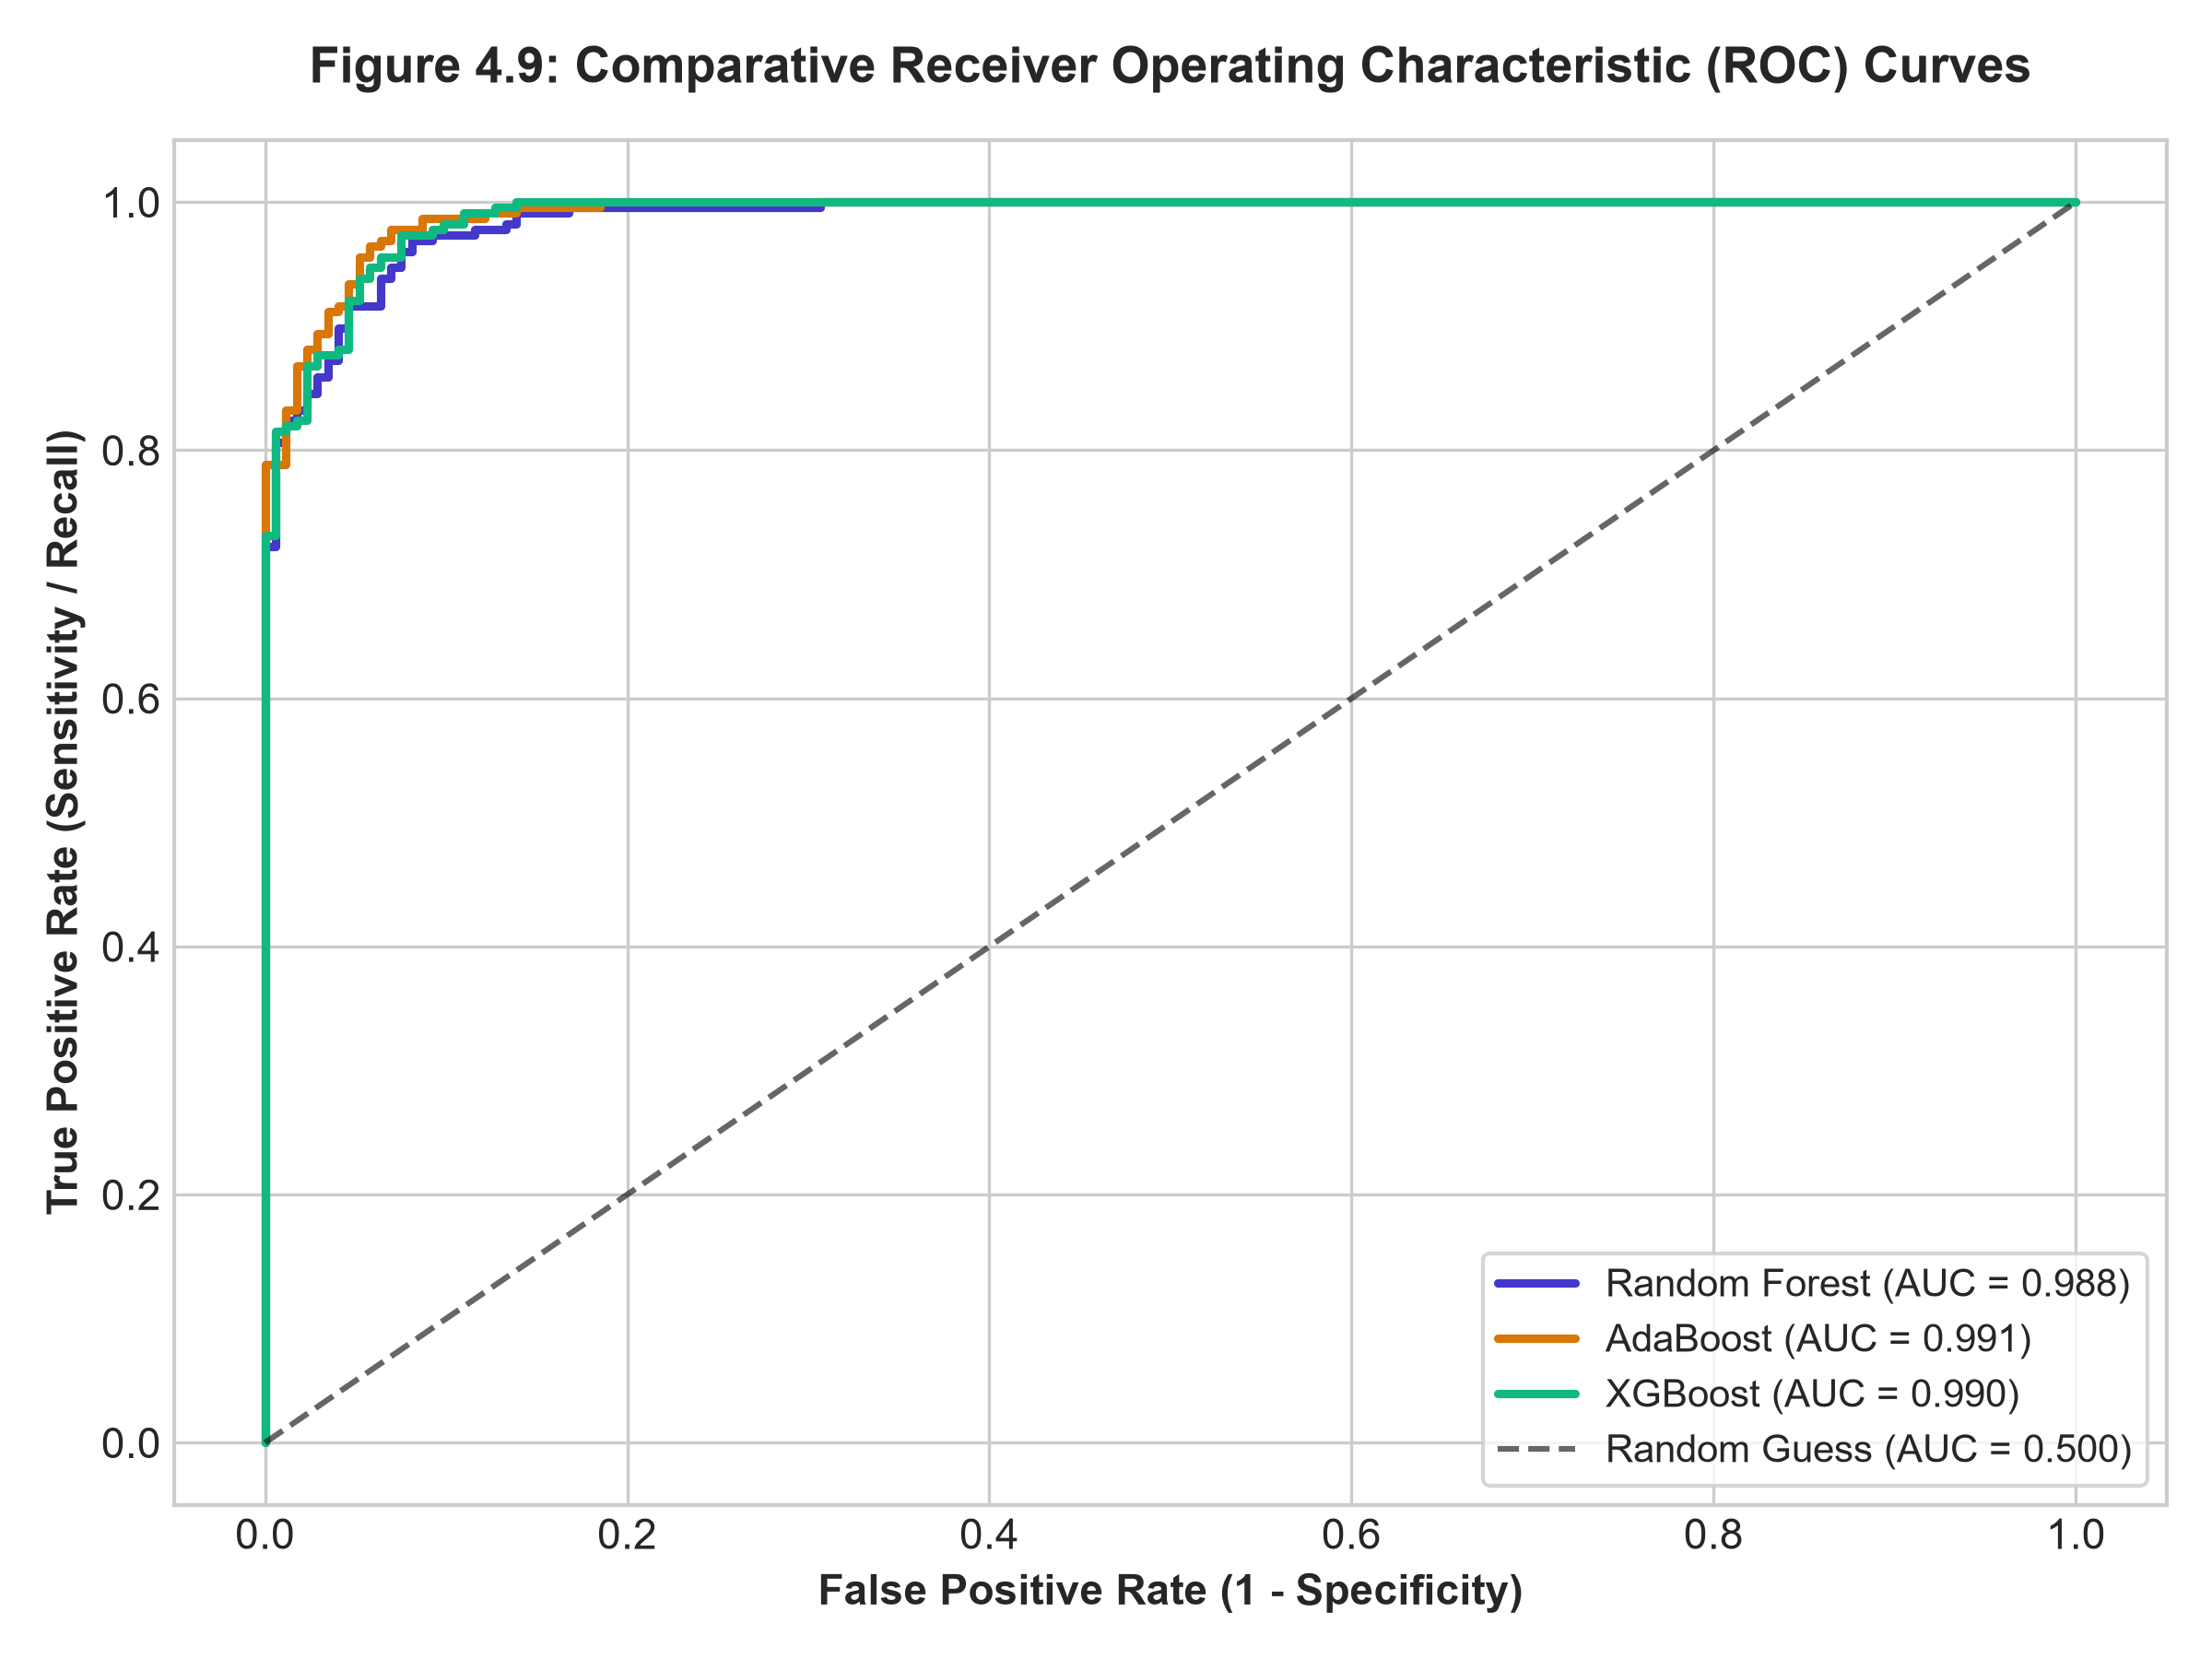 Figure 4.9: Comparative Receiver Operating Characteristic (ROC) Curves
True Positive Rate (Sensitivity / Recall)
1.0
0.8
0.6
0.4
0.2
0.0
0.0
0.2
0.4
0.6
0.8
1.0
False Positive Rate (1 - Specificity)
Random Forest (AUC = 0.988)
AdaBoost (AUC = 0.991)
XGBoost (AUC = 0.990)
Random Guess (AUC = 0.500)